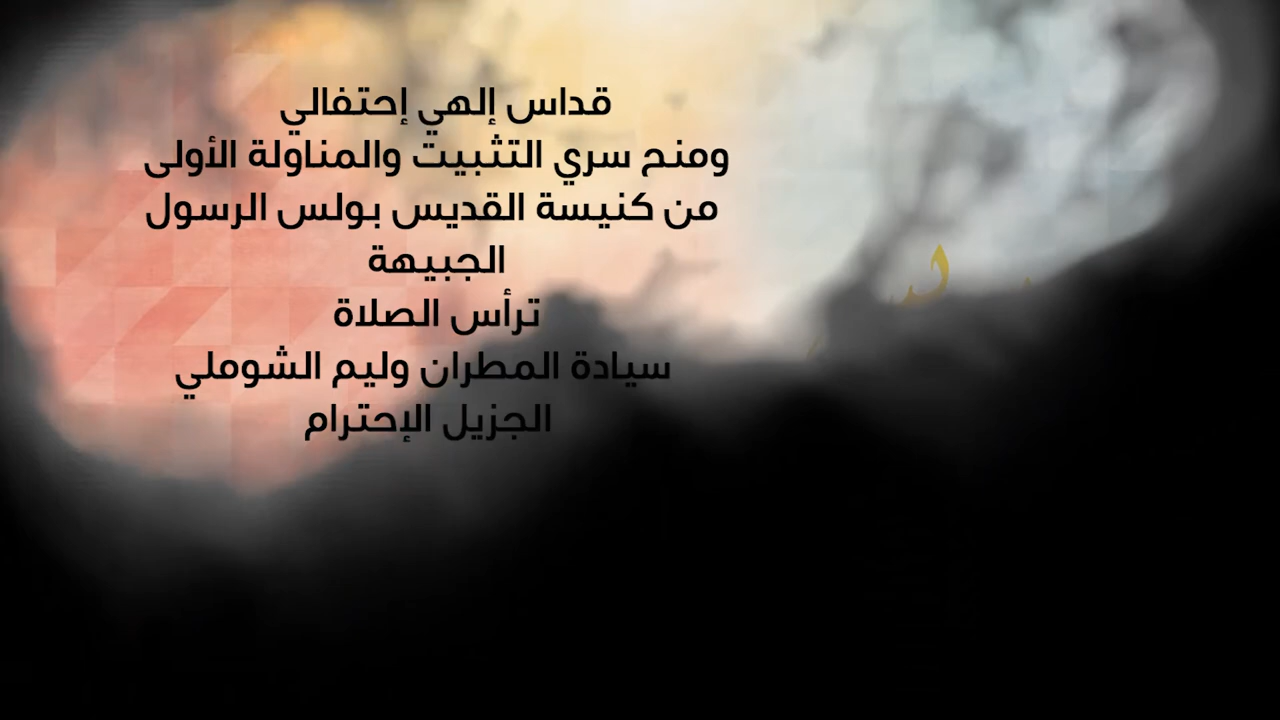 قداس إلهي إحتفالي
ومنح سري التثبيت والمناولة الأولى
من كنيسة القديس بولس الرسول
الجبيهة
ترأس الصلاة
سيادة المطران وليم الشوملي
الجزيل الإحترام